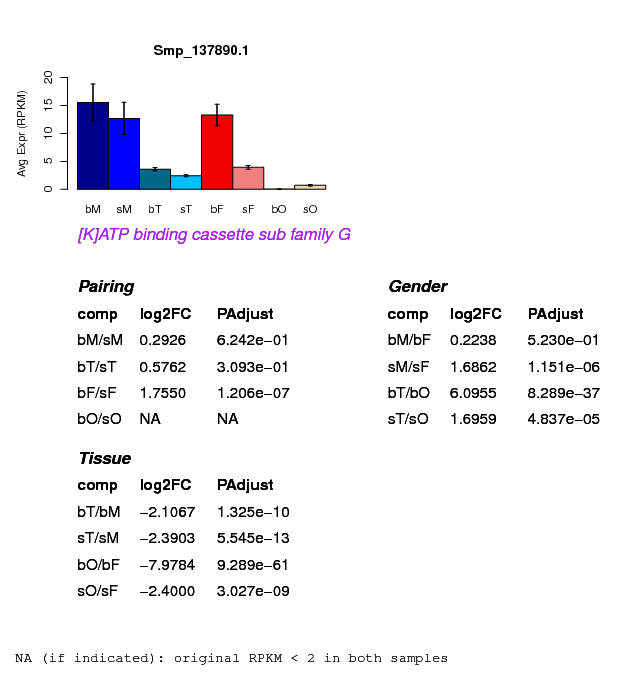 Smp_137890.1
Avg Expr (RPKM)
20
15
10
5
0
bM sM bT sT bF sF bO sO
[K]ATP binding cassette sub family G
Pairing
comp log2FC PAdjust
bM/sM 0.2926 6.242e−01
bT/sT 0.5762 3.093e−01
bF/sF 1.7550 1.206e−07
bO/sO NA NA
Gender
comp log2FC PAdjust
bM/bF 0.2238 5.230e−01
sM/sF 1.6862 1.151e−06
bT/bO 6.0955 8.289e−37
sT/sO 1.6959 4.837e−05
Tissue
comp log2FC PAdjust
bT/bM −2.1067 1.325e−10
sT/sM −2.3903 5.545e−13
bO/bF −7.9784 9.289e−61
sO/sF −2.4000 3.027e−09
NA (if indicated): original RPKM < 2 in both samples